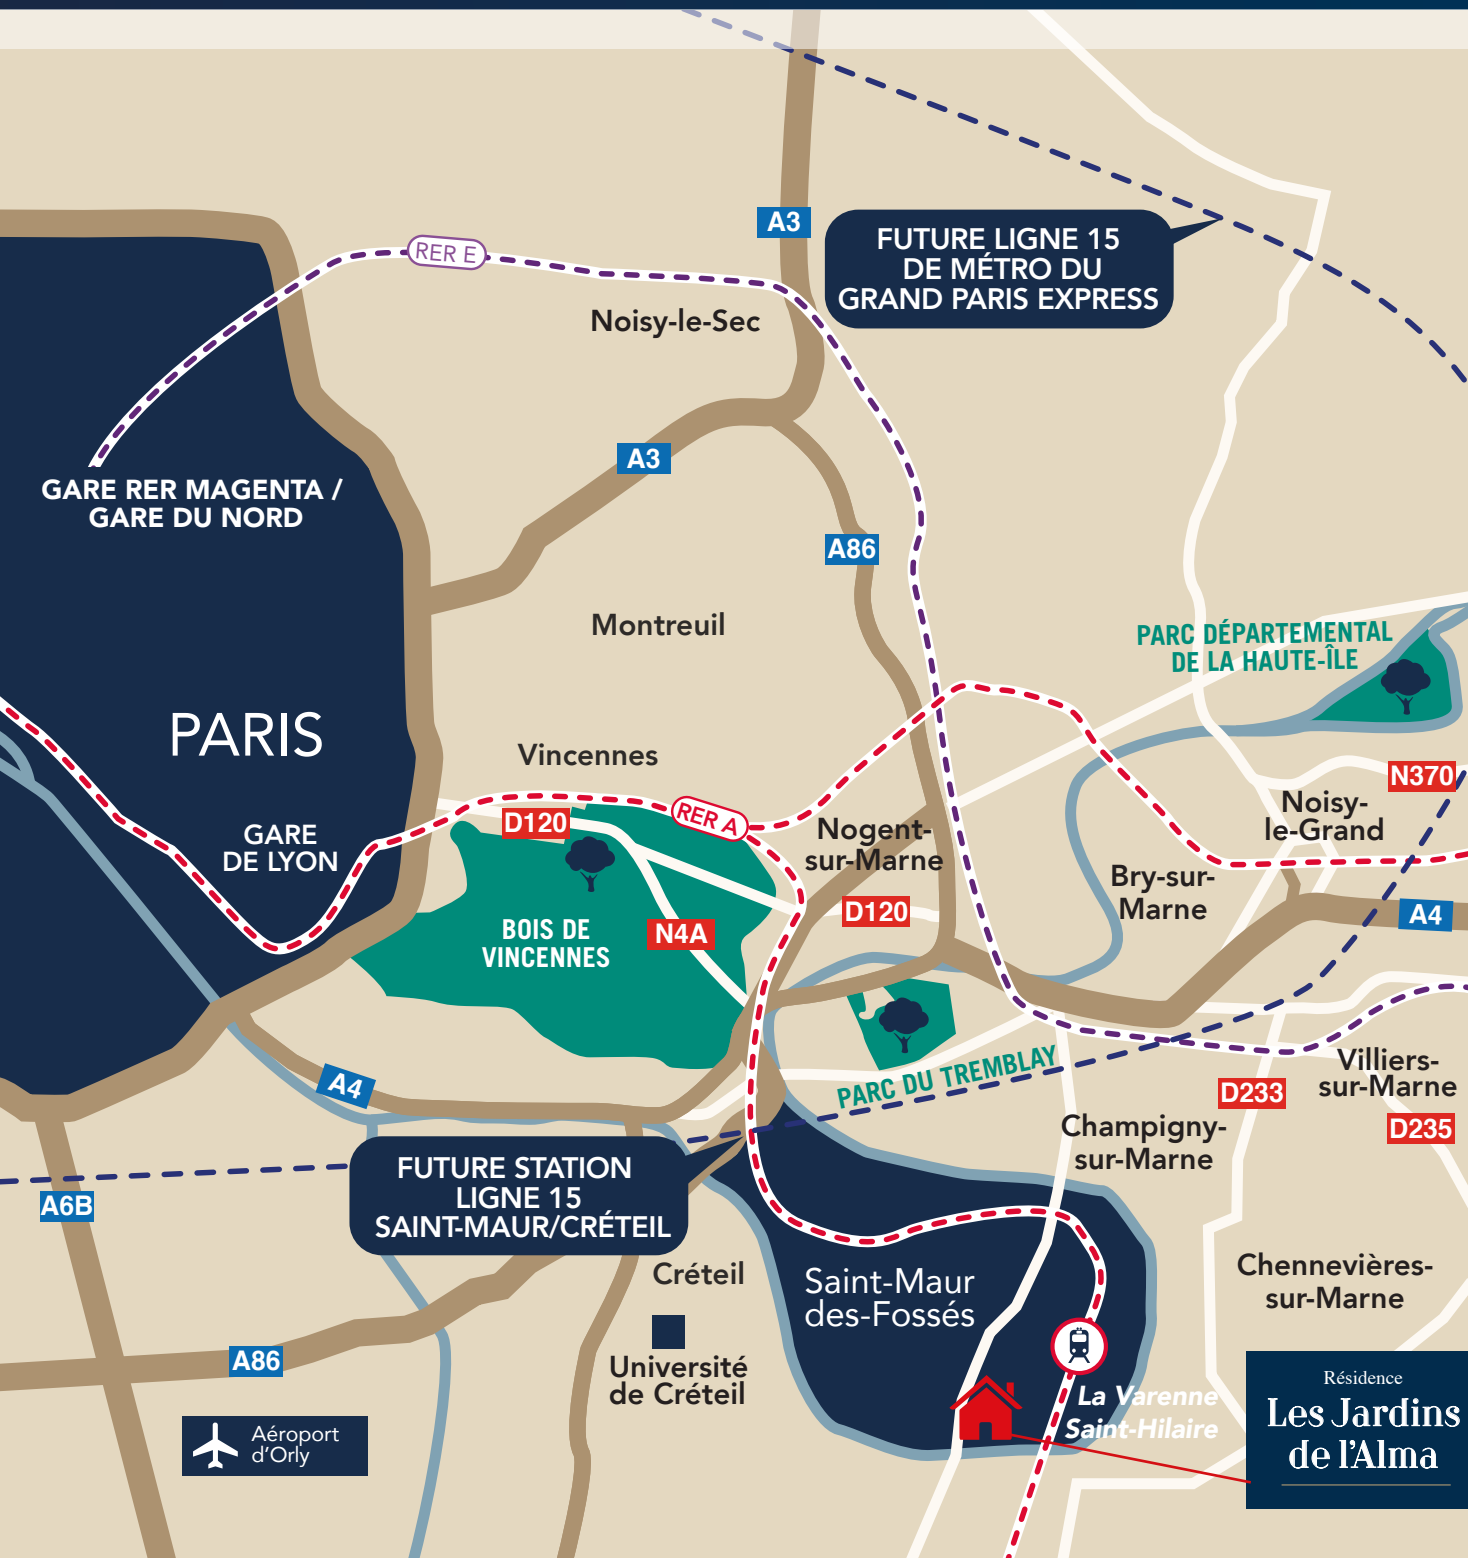 A3
FUTURE LIGNE 15
DE MÉTRO DU
GRAND PARIS EXPRESS
RER E
Noisy-le-Sec
A3
GARE RER MAGENTA /
GARE DU NORD
A86
Montreuil
PARC DÉPARTEMENTAL
DE LA HAUTE-ÎLE
PARIS
Vincennes
N370
RER A
D120
GARE
DE LYON
Nogent-
sur-Marne
Noisy-
le-Grand
Bry-sur-
Marne
D120
A4
BOIS DE
VINCENNES
N4A
A4
PARC DU TREMBLAY
Villiers-
sur-Marne
D233
D235
Champigny-
sur-Marne
FUTURE STATION
LIGNE 15
SAINT-MAUR/CRÉTEIL
A6B
Créteil
Saint-Maur
des-Fossés
Chennevières-
sur-Marne
A86
Université
de Créteil
La Varenne
Saint-Hilaire
Résidence
Les Jardins
de l'Alma
Aéroport
d'Orly